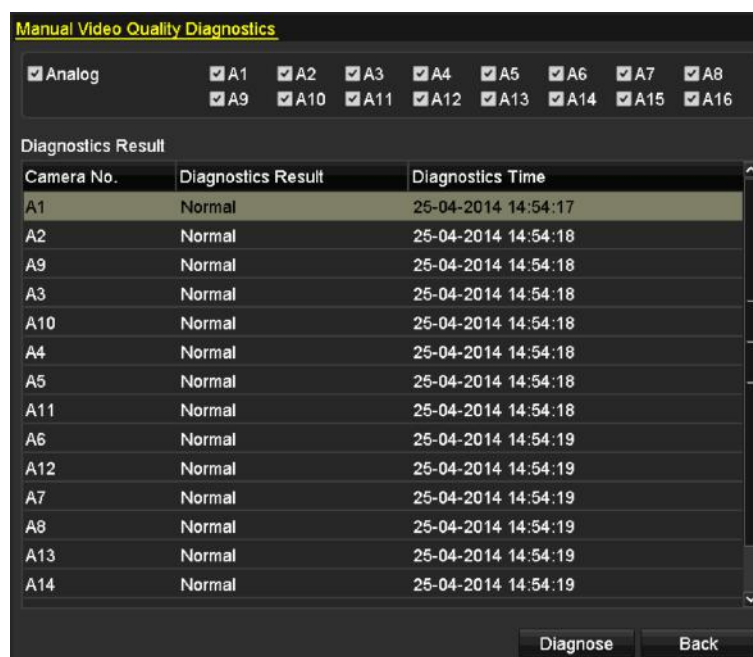 Manual Video Quality Diagnostics
Analog A1 A2 A3 A4 A5 A6 A7 A8
A9 A10 A11 A12 A13 A14 A15 A16
Diagnostics Result
Camera No. Diagnostics Result Diagnostics Time
A1 Normal 25-04-2014 14:54:17
A2 Normal 25-04-2014 14:54:18
A9 Normal 25-04-2014 14:54:18
A3 Normal 25-04-2014 14:54:18
A10 Normal 25-04-2014 14:54:18
A4 Normal 25-04-2014 14:54:18
A5 Normal 25-04-2014 14:54:18
A11 Normal 25-04-2014 14:54:18
A6 Normal 25-04-2014 14:54:19
A12 Normal 25-04-2014 14:54:19
A7 Normal 25-04-2014 14:54:19
A8 Normal 25-04-2014 14:54:19
A13 Normal 25-04-2014 14:54:19
A14 Normal 25-04-2014 14:54:19
Diagnose Back